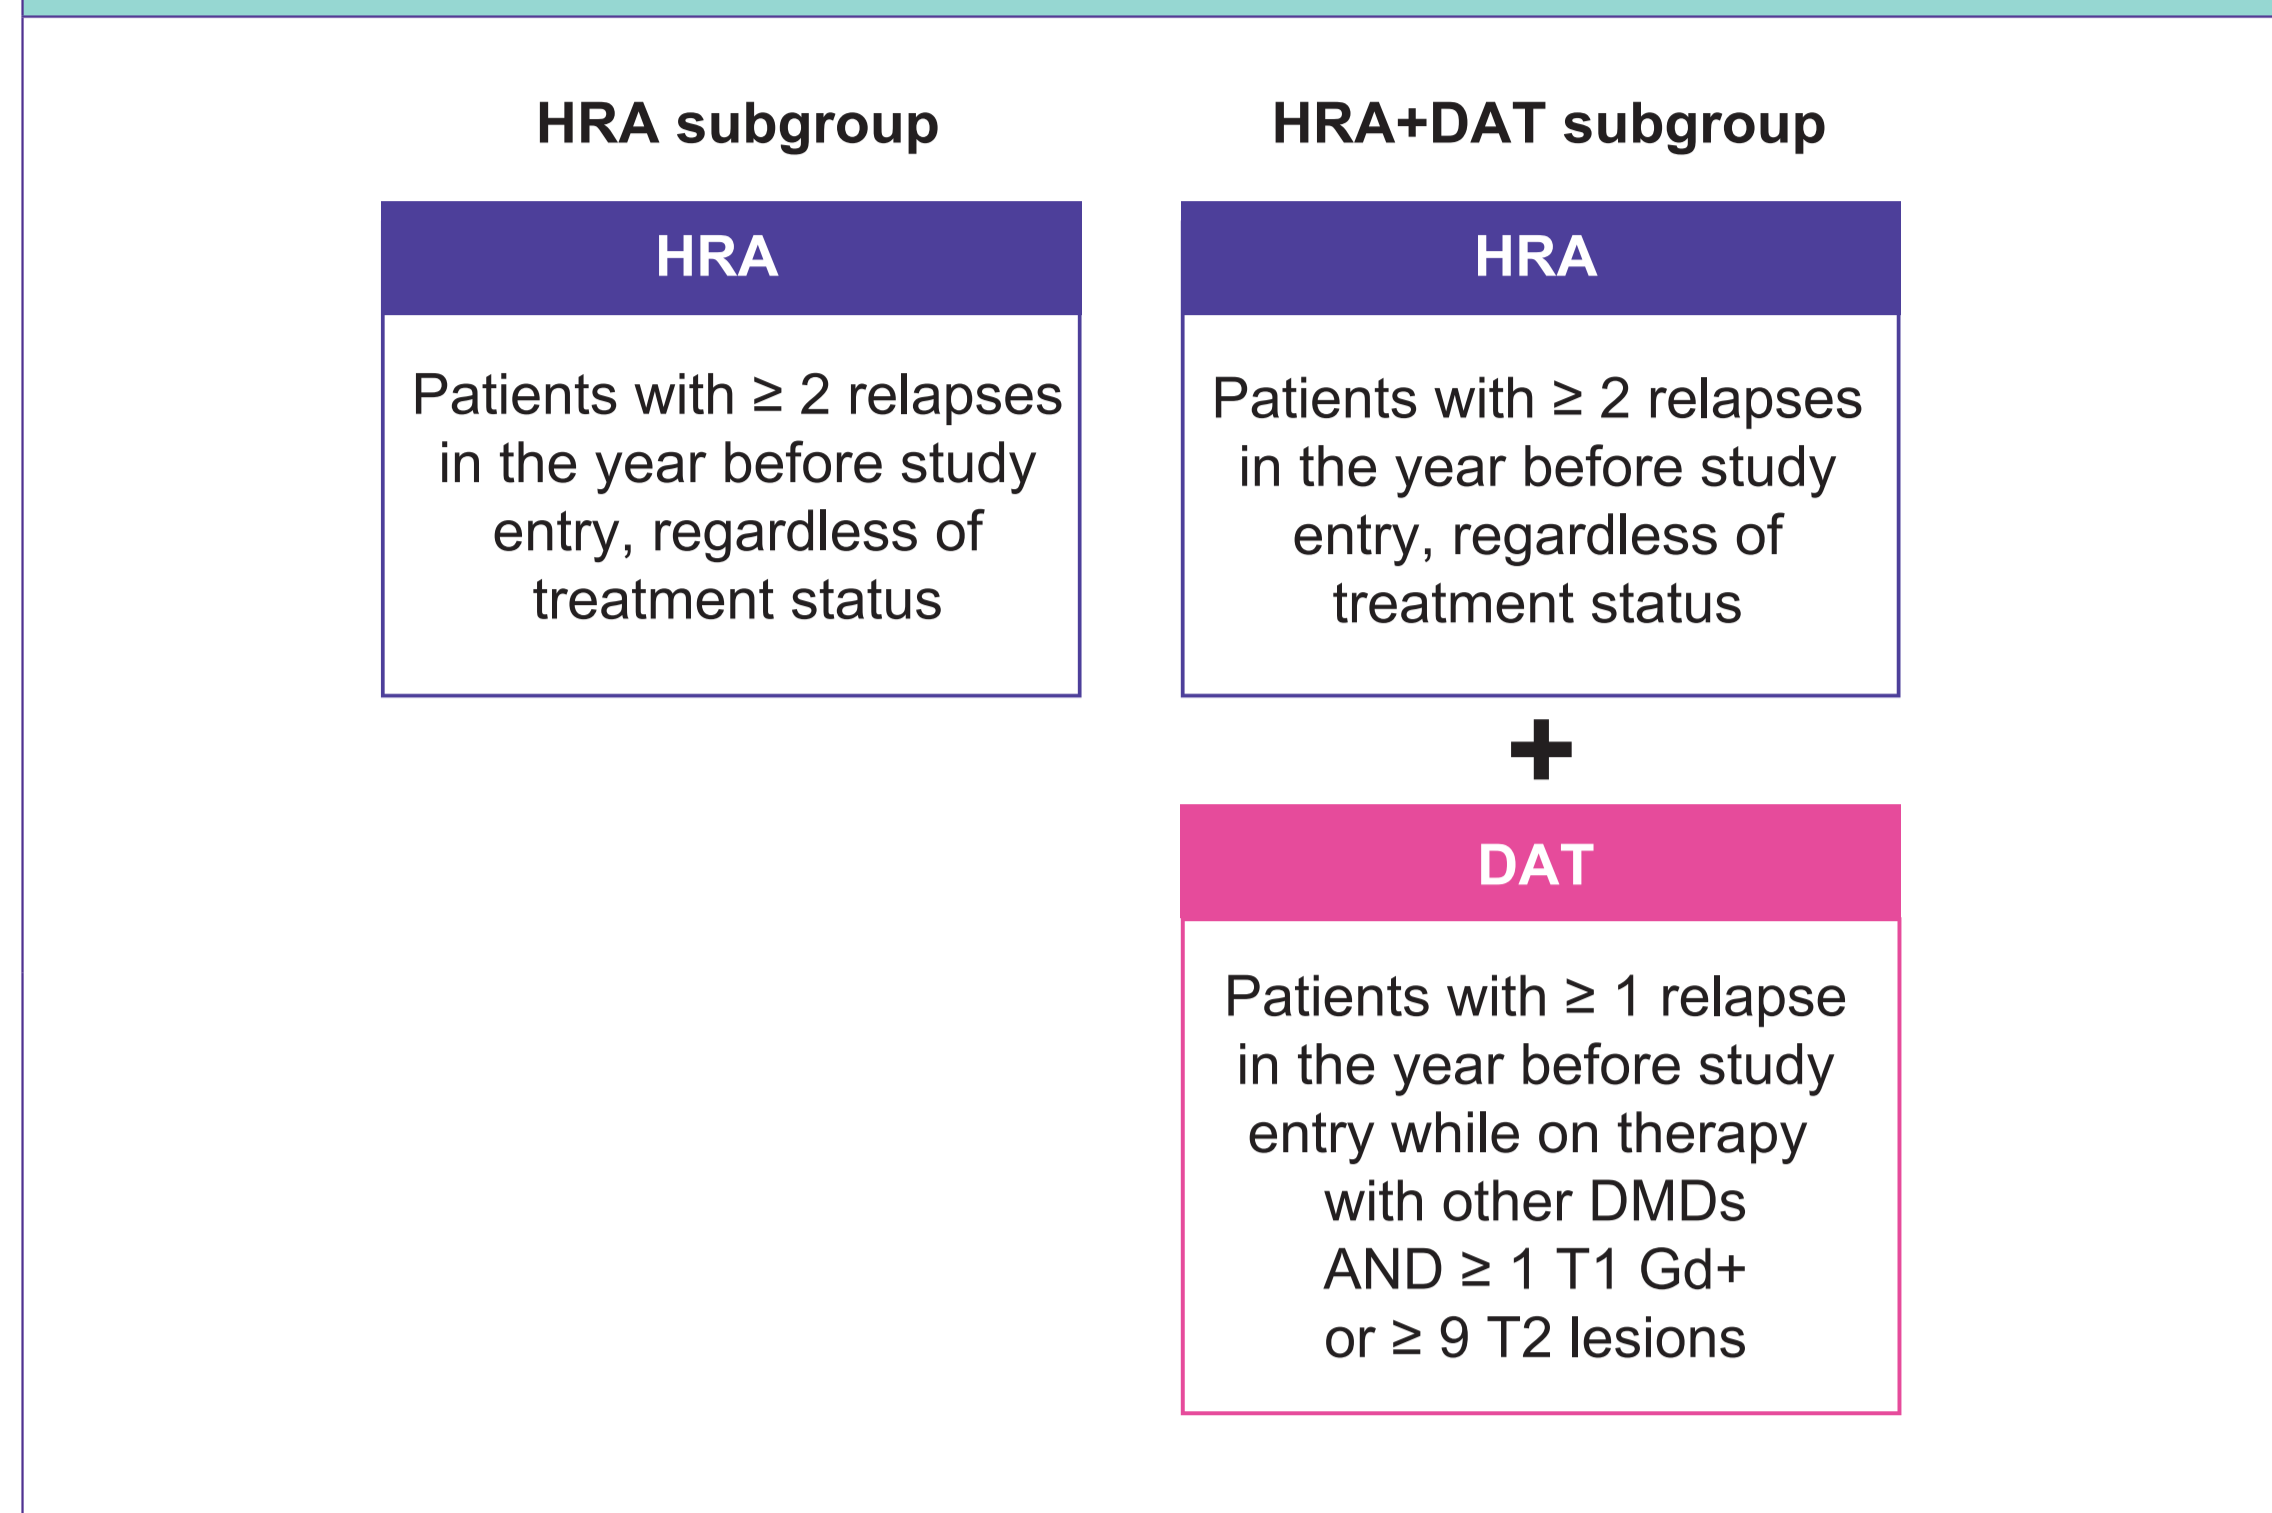 HRA subgroup
HRA
Patients with ≥ 2 relapses
in the year before study
entry, regardless of
treatment status
HRA+DAT subgroup
HRA
Patients with ≥ 2 relapses
in the year before study
entry, regardless of
treatment status
+
DAT
Patients with ≥ 1 relapse
in the year before study
entry while on therapy
with other DMDs
AND ≥ 1 T1 Gd+
or ≥ 9 T2 lesions